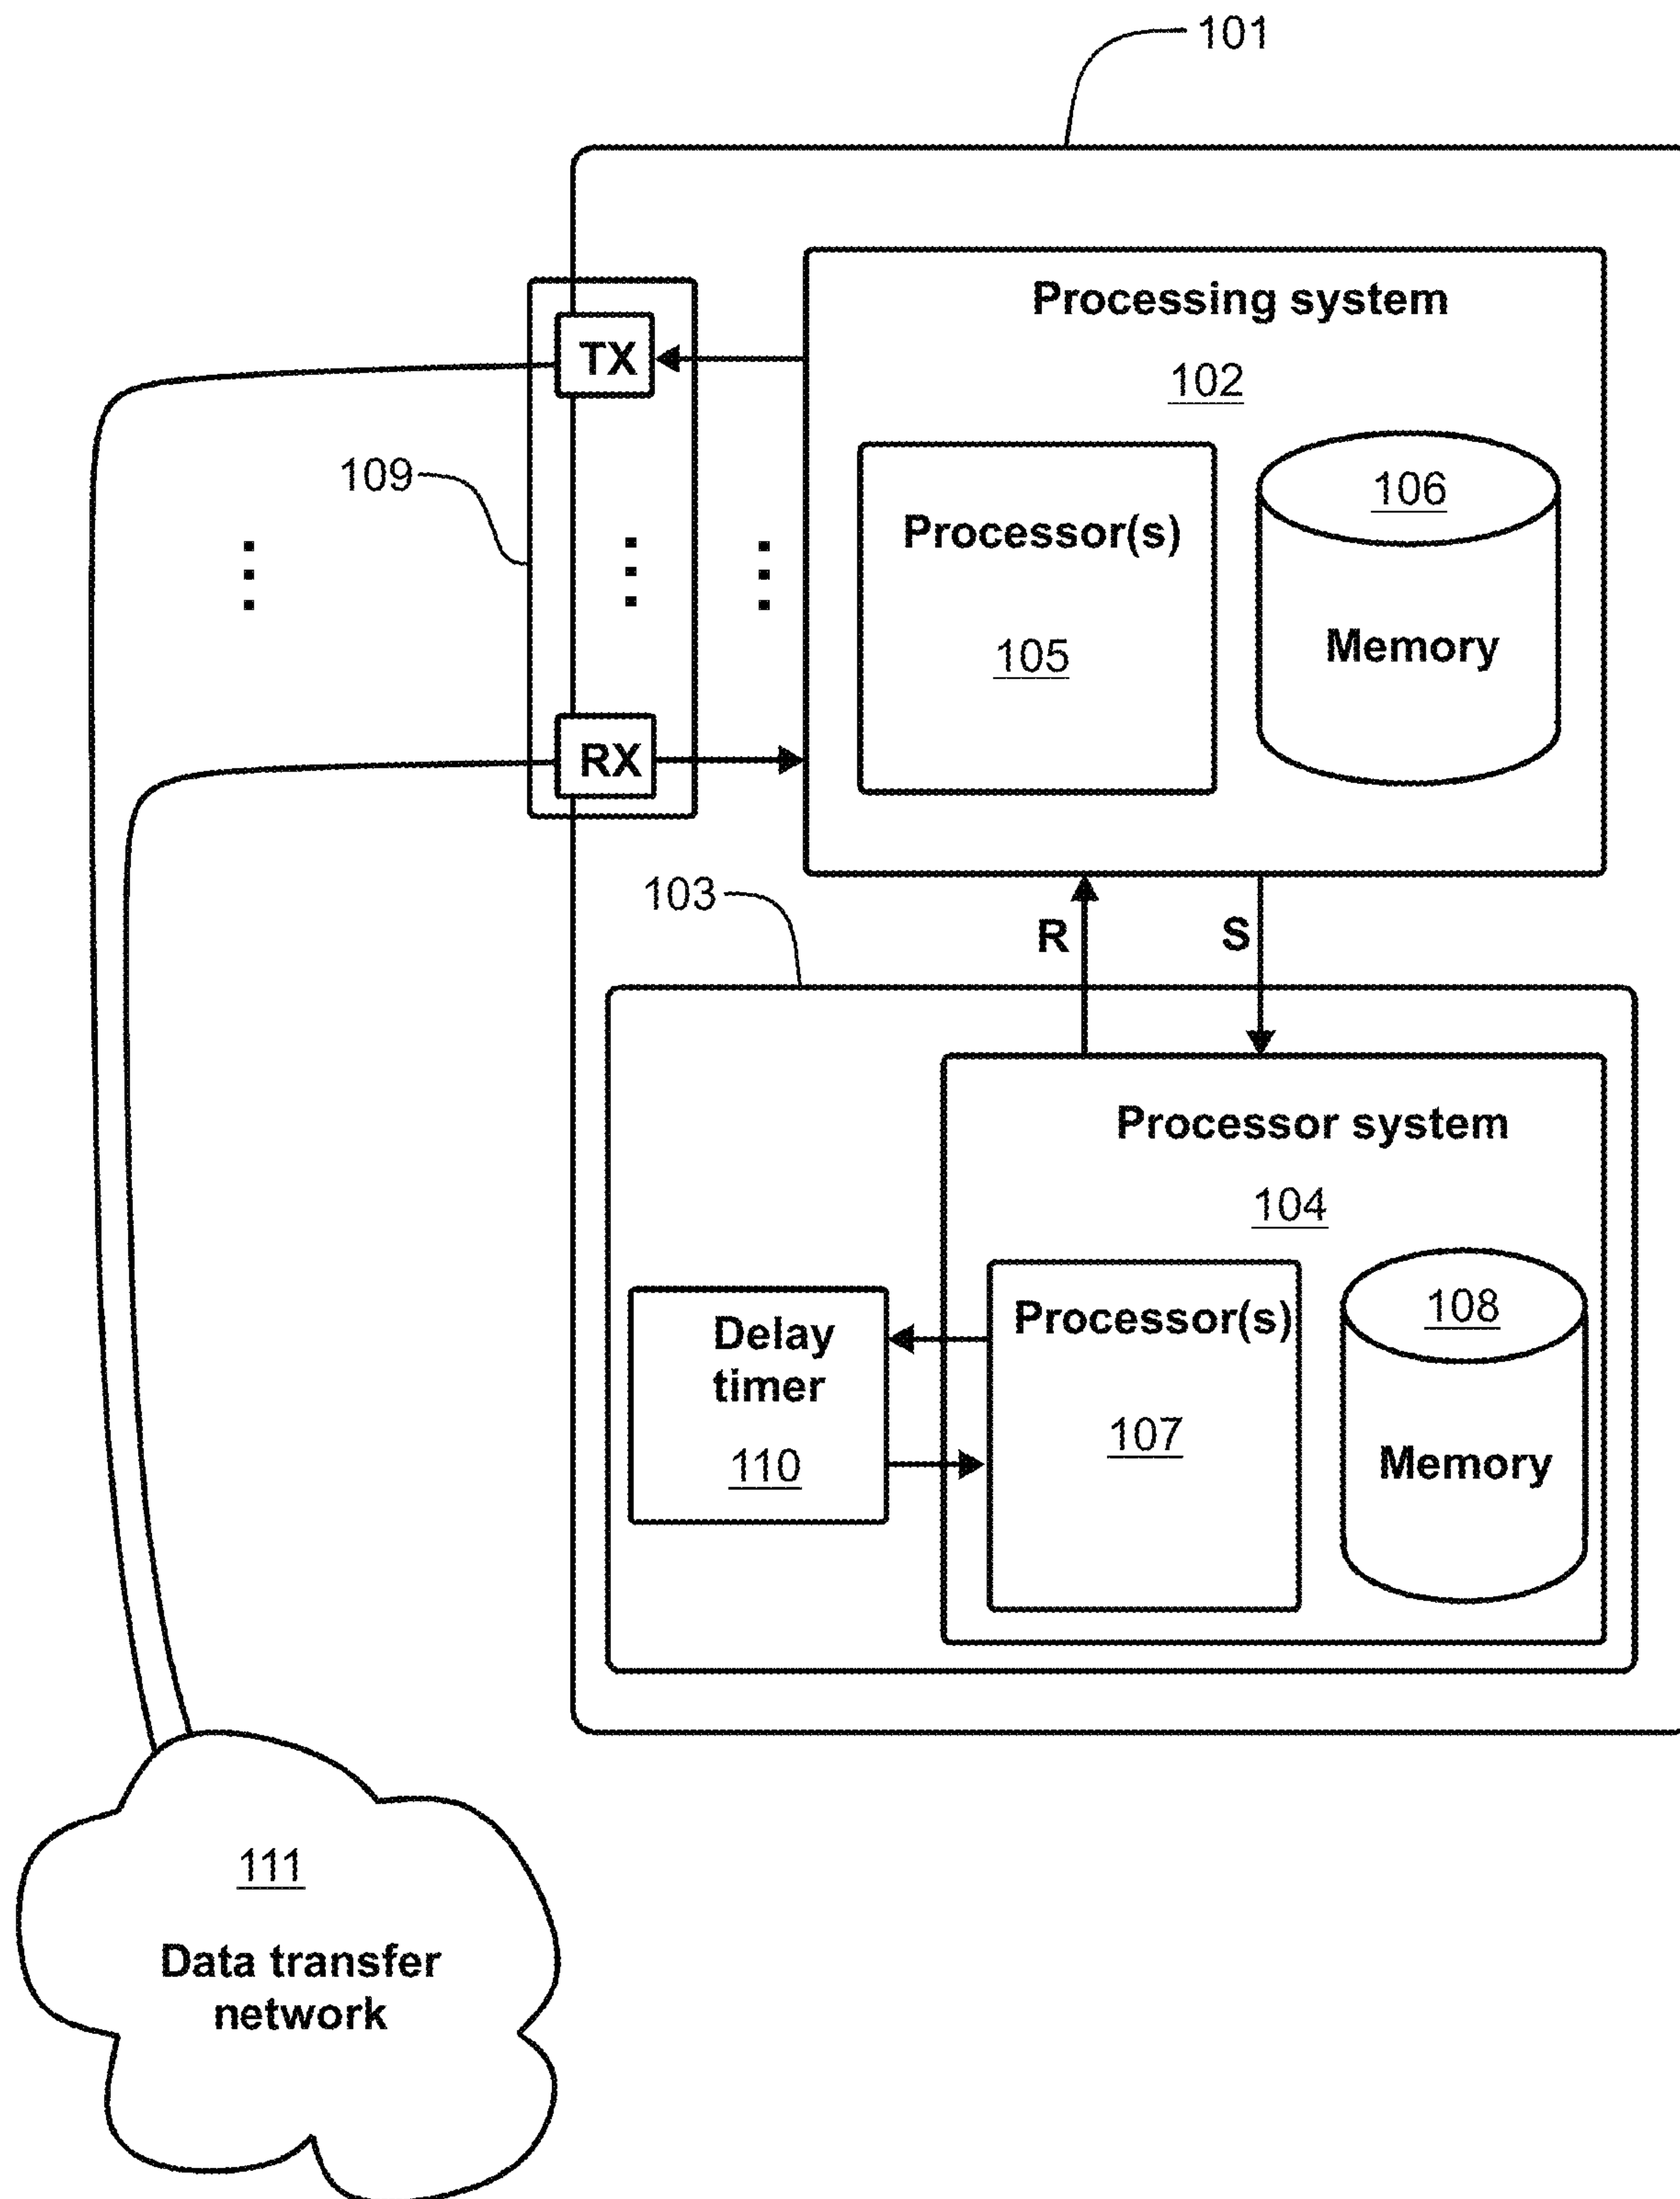 101
Processing system
102
TX
109
106
Processor(s)
Memory
105
RX
103
R
S
Processor system
104
108
Processor(s)
Delay
timer
107
110
Memory
111
Data transfer
network